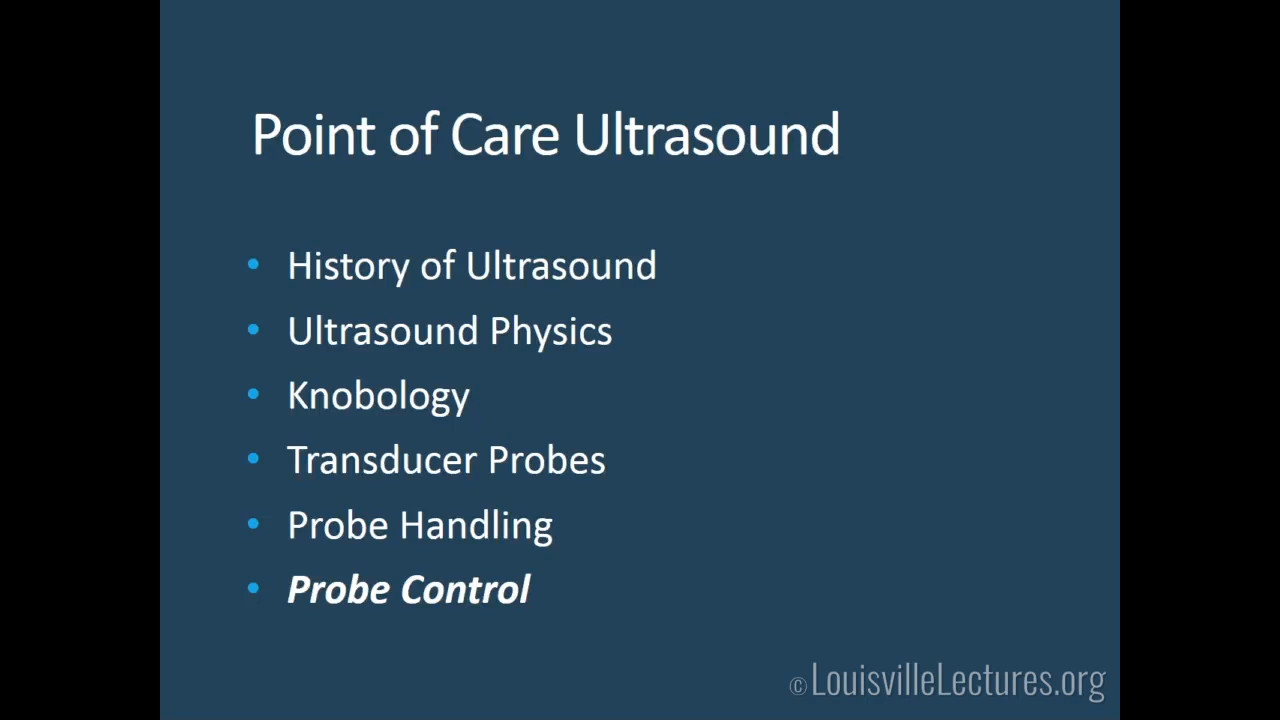 Point of Care Ultrasound
• History of Ultrasound
• Ultrasound Physics
• Knobology
• Transducer Probes
• Probe Handling
• Probe Control
© LouisvilleLectures.org